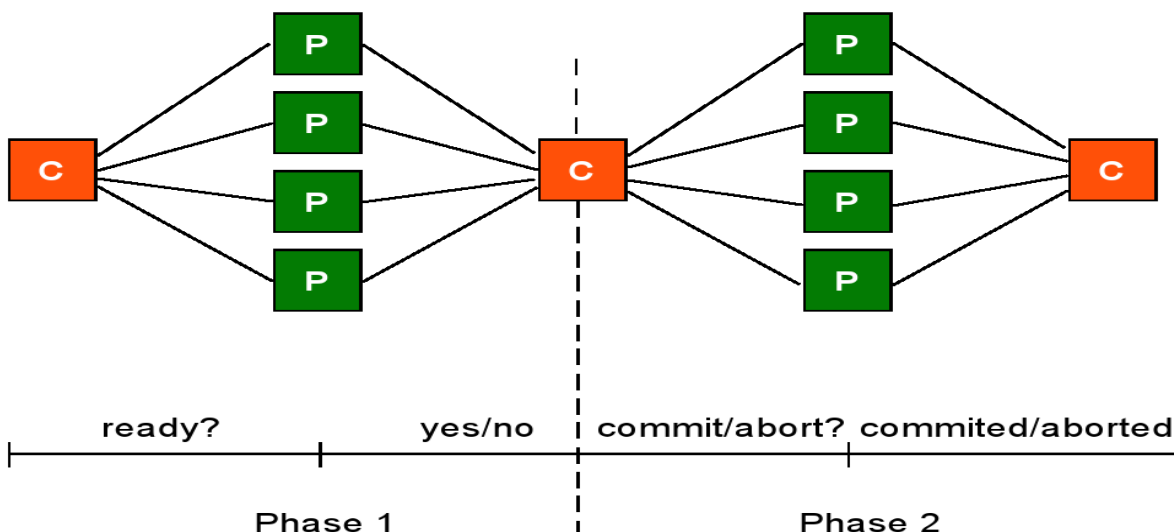 P P
P P
C C C
P P
P P
ready? yes/no commit/abort? commited/aborted
Phase 1 Phase 2